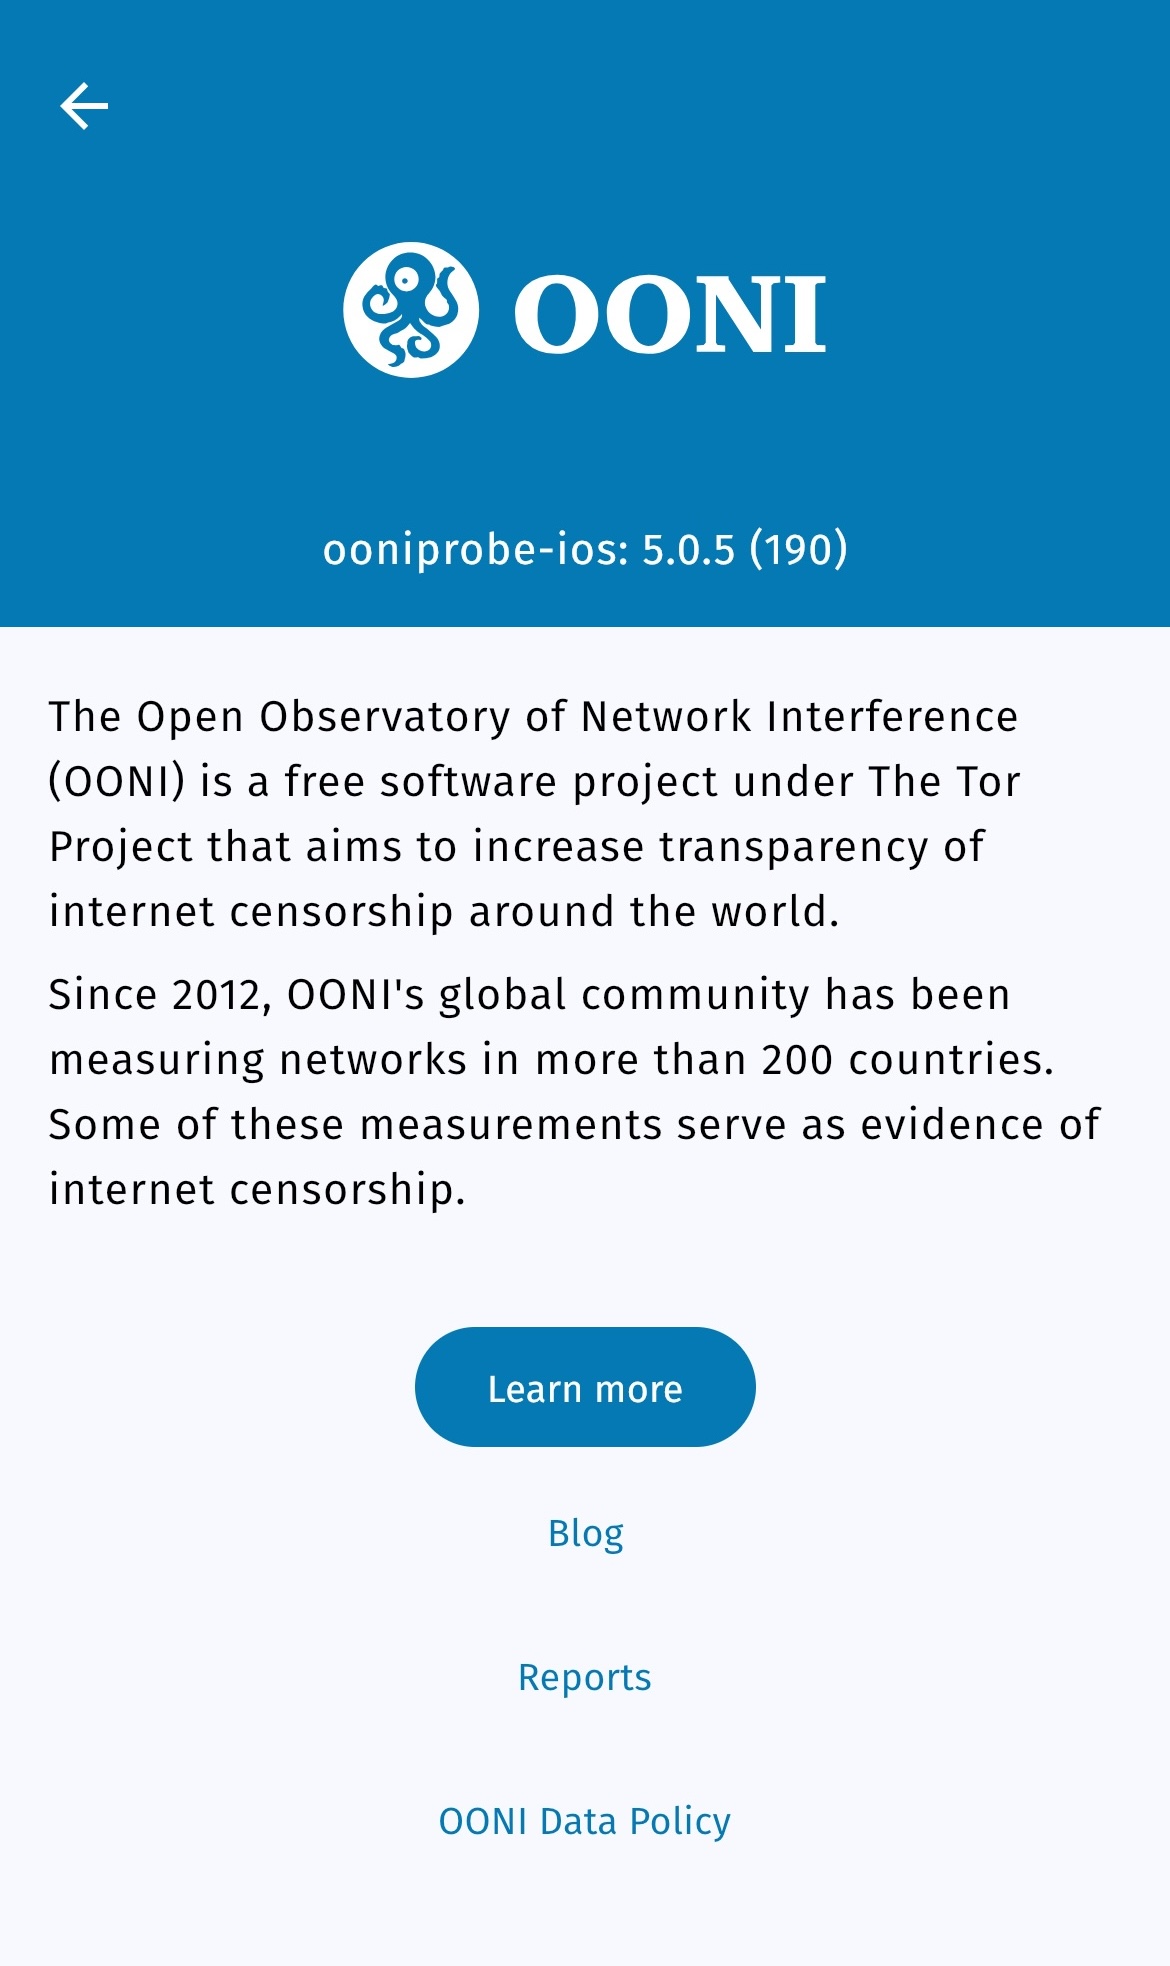 OONI
ooniprobe-ios: 5.0.5 (190)
The Open Observatory of Network Interference
(OONI) is a free software project under The Tor
Project that aims to increase transparency of
internet censorship around the world.
Since 2012, OONI's global community has been
measuring networks in more than 200 countries.
Some of these measurements serve as evidence of
internet censorship.
Learn more
Blog
Reports
OONI Data Policy